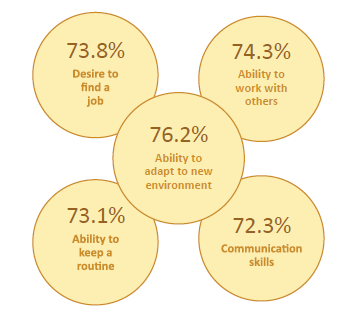 73.8%
Desire to
find a
job
74.3%
Ability to
work with
others
76.2%
Ability to
adapt to new
environment
73.1%
Ability to
keep a
routine
72.3%
Communication
skills